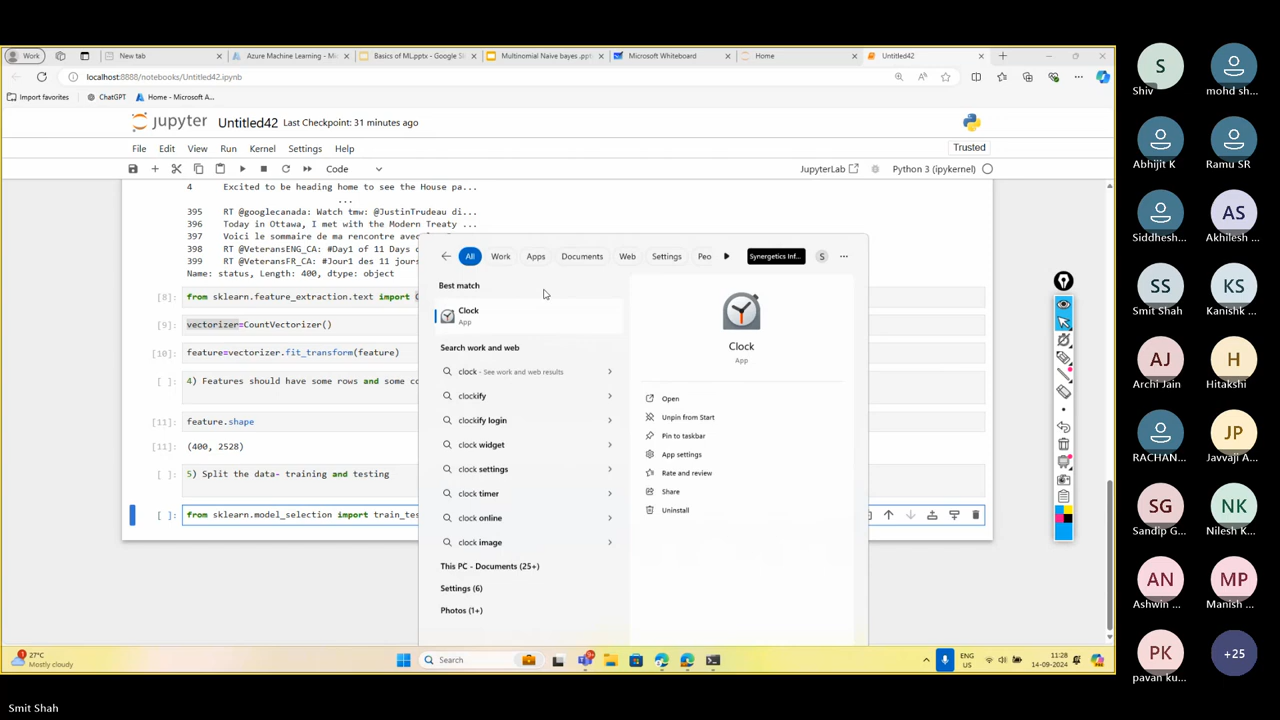 Work
New tab
Azure Machine Learning - Mi
Basics of ML.pptx - Google Sl
Multinomial Naive bayes .ppt
Microsoft Whiteboard
Home
Untitled42
localhost:8888/notebooks/Untitled42.ipynb
Import favorites
ChatGPT
Home - Microsoft A...
jupyter Untitled42 Last Checkpoint: 31 minutes ago
File Edit View Run Kernel Settings Help
Trusted
Code
JupyterLab
Python 3 (ipykernel)
4 Excited to be heading home to see the House pa...
...
395 RT @googlecanada: Watch tmw: @JustinTrudeau di...
396 Today in Ottawa, I met with the Modern Treaty ...
397 Voici le sommaire de ma rencontre avec
398 RT @VeteransENG_CA: #Day1 of 11 Days
399 RT @VeteransFR_CA: #Jour1 des 11 jours
Name: status, Length: 400, dtype: object
[8]: from sklearn.feature_extraction.text import
[9]: vectorizer=CountVectorizer()
[10]: feature=vectorizer.fit_transform(feature)
[ ]: 4) Features should have some rows and some co
[11]: feature.shape
[11]: (400, 2528)
[ ]: 5) Split the data- training and testing
[ ]: from sklearn.model_selection import train_tes
All
Work
Apps
Documents
Web
Settings
Peo
Synergetics Inf...
S
Best match
Clock
App
Search work and web
clock - See work and web results
clockify
clockify login
clock widget
clock settings
clock timer
clock online
clock image
This PC - Documents (25+)
Settings (6)
Photos (1+)
Clock
App
Open
Unpin from Start
Pin to taskbar
App settings
Rate and review
Share
Uninstall
27°C
Mostly cloudy
Search
9+
ENG
US
11:28
14-09-2024
S
Shiv
mohd sh...
Abhijit K
Ramu SR
Siddhesh...
AS
Akhilesh ...
SS
Smit Shah
KS
Kanishk ...
AJ
Archi Jain
H
Hitakshi
RACHAN...
JP
Javvaji A...
SG
Sandip G...
NK
Nilesh K...
AN
Ashwin ...
MP
Manish ...
PK
pavan ku...
+25
Smit Shah